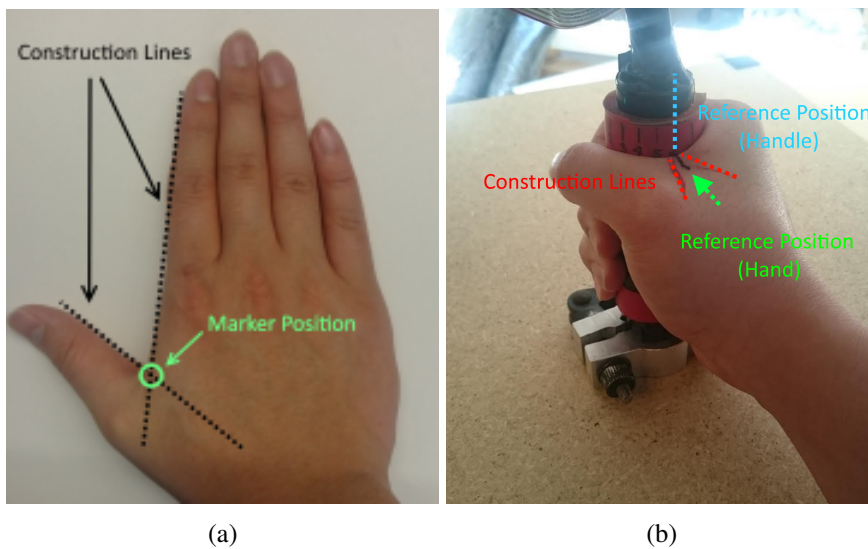 Construction Lines
Marker Position
Reference Position
(Handle)
Construction Lines
Reference Position
(Hand)
(a)
(b)